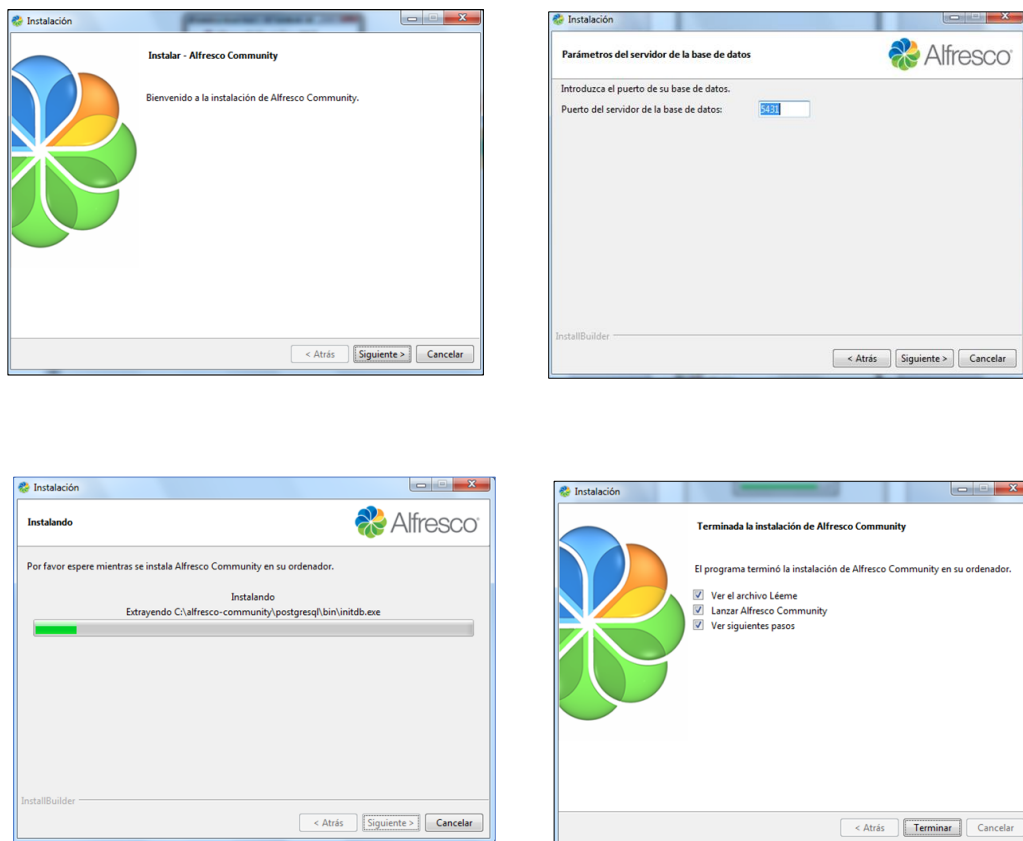 Instalación
Instalar - Alfresco Community
Bienvenido a la instalación de Alfresco Community.
< Atrás
Siguiente >
Cancelar
Instalación
Parámetros del servidor de la base de datos
Alfresco
Introduzca el puerto de su base de datos.
Puerto del servidor de la base de datos: 5431
InstallBuilder
< Atrás
Siguiente >
Cancelar
Instalación
Instalando
Alfresco
Por favor espere mientras se instala Alfresco Community en su ordenador.
Instalando
Extrayendo C:\alfresco-community\postgresql\bin\initdb.exe
InstallBuilder
< Atrás
Siguiente >
Cancelar
Instalación
Terminada la instalación de Alfresco Community
El programa terminó la instalación de Alfresco Community en su ordenador.
Ver el archivo Léeme
Lanzar Alfresco Community
Ver siguientes pasos
< Atrás
Terminar
Cancelar